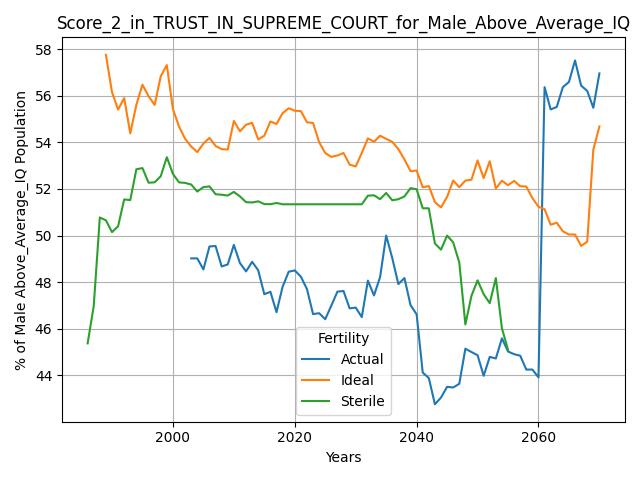 Score_2_in_TRUST_IN_SUPREME_COURT_for_Male_Above_Average_IQ
58
56
54
52
50
48
46
44
% of Male Above_Average_IQ Population
Fertility
Actual
Ideal
Sterile
2000
2020
2040
2060
Years